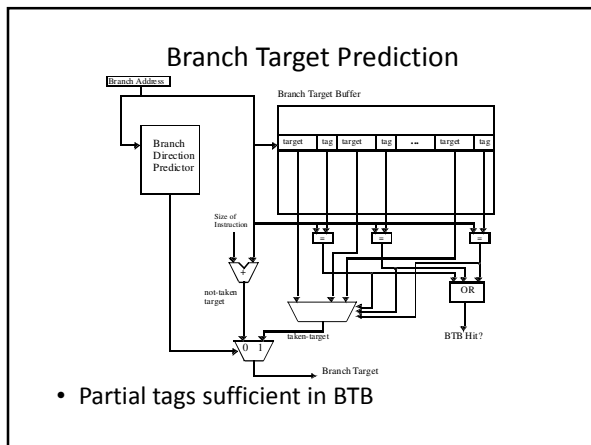 Branch Target Prediction
Branch Address
Branch Target Buffer
target tag target tag ... target tag
Branch
Direction
Predictor
Size of
Instruction
= = =
+
not-taken
target
OR
taken-target
BTB Hit?
0 1
Branch Target
• Partial tags sufficient in BTB